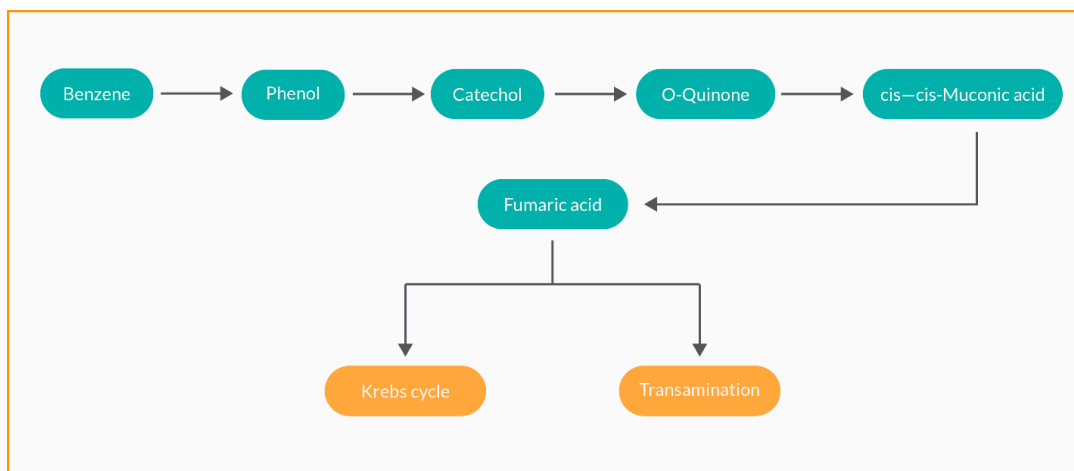 Benzene
Phenol
Catechol
O-Quinone
cis—cis-Muconic acid
Fumaric acid
Krebs cycle
Transamination